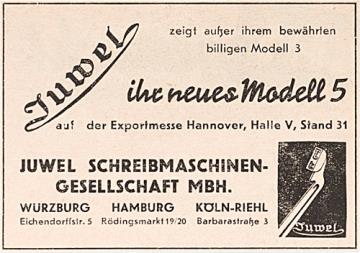 Juwel
zeigt außer ihrem bewährten
billigen Modell 3
ihr neues Modell 5
auf der Exportmesse Hannover, Halle V, Stand 31
JUWEL SCHREIBMASCHINEN-
GESELLSCHAFT MBH.
WÜRZBURG HAMBURG KÖLN-RIEHL
Eichendorffstr. 5 Rödingsmarkt 19/20 Barbarastraße 3
Juwel